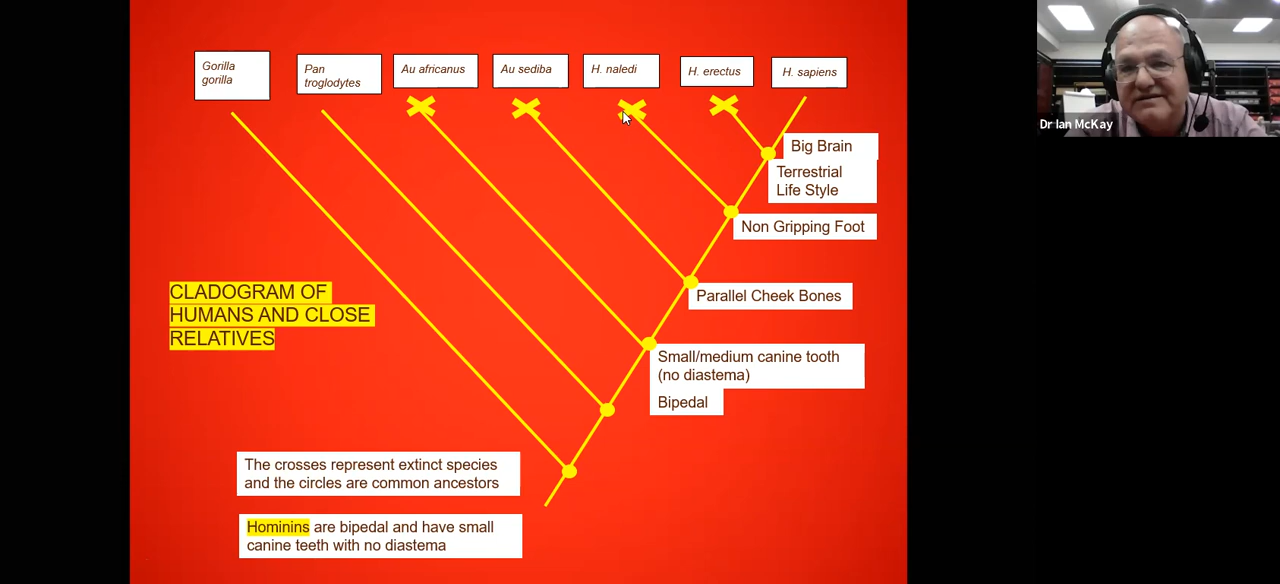 Gorilla
gorilla
Pan
troglodytes
Au africanus
Au sediba
H. naledi
H. erectus
H. sapiens
Dr Ian McKay
Big Brain
Terrestrial
Life Style
Non Gripping Foot
Parallel Cheek Bones
CLADOGRAM OF
HUMANS AND CLOSE
RELATIVES
Small/medium canine tooth
(no diastema)
Bipedal
The crosses represent extinct species
and the circles are common ancestors
Hominins are bipedal and have small
canine teeth with no diastema